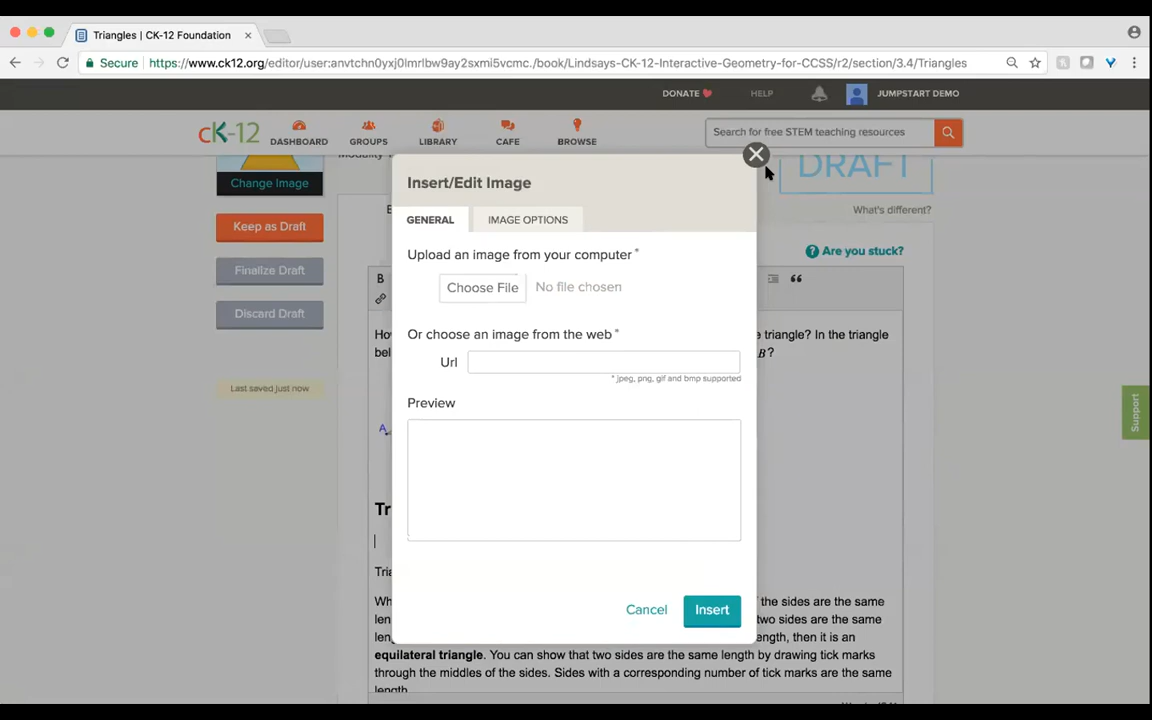 Triangles | CK-12 Foundation
Secure
https://www.ck12.org/editor/user:anvtchn0yxj0lmrlbw9ay2sxmi5vcmc./book/Lindsays-CK-12-Interactive-Geometry-for-CCSS/r2/section/3.4/Triangles
DONATE
HELP
JUMPSTART DEMO
cK-12
DASHBOARD
GROUPS
LIBRARY
CAFE
BROWSE
Search for free STEM teaching resources
Modality
DRAFT
Change Image
What's different?
Keep as Draft
Are you stuck?
Finalize Draft
Discard Draft
Last saved just now
Insert/Edit Image
GENERAL
IMAGE OPTIONS
Upload an image from your computer *
Choose File No file chosen
Or choose an image from the web *
Url
* jpeg, png, gif and bmp supported
Preview
Cancel
Insert
B
triangle? In the triangle
B?
A
the sides are the same
two sides are the same
length, then it is an
equilateral triangle. You can show that two sides are the same length by drawing tick marks
through the middles of the sides. Sides with a corresponding number of tick marks are the same
length.
Support